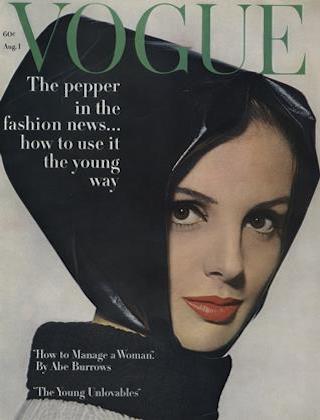 VOGUE
60¢
Aug. 1
The pepper
in the
fashion news...
how to use it
the young
way
"How to Manage a Woman".
By Abe Burrows
"The Young Unlovables"